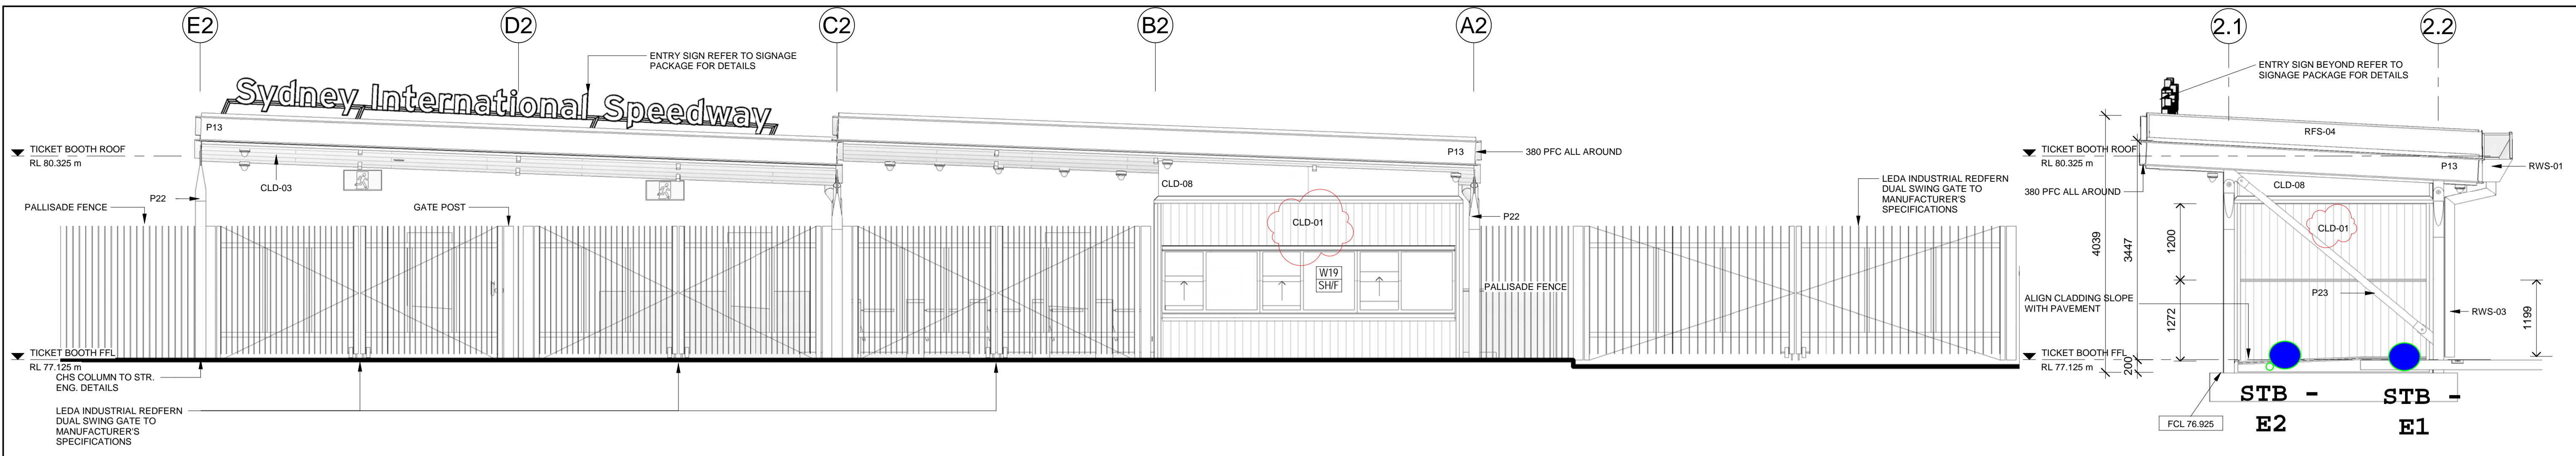 E2
D2
C2
B2
A2
2.1
2.2
ENTRY SIGN REFER TO SIGNAGE
PACKAGE FOR DETAILS
Sydney International Speedway
P13
TICKET BOOTH ROOF
RL 80.325 m
CLD-03
P22
PALLISADE FENCE
GATE POST
P13
380 PFC ALL AROUND
CLD-08
CLD-01
P22
W19
SH/F
PALLISADE FENCE
LEDA INDUSTRIAL REDFERN
DUAL SWING GATE TO
MANUFACTURER'S
SPECIFICATIONS
TICKET BOOTH FFL
RL 77.125 m
CHS COLUMN TO STR.
ENG. DETAILS
LEDA INDUSTRIAL REDFERN
DUAL SWING GATE TO
MANUFACTURER'S
SPECIFICATIONS
ENTRY SIGN BEYOND REFER TO
SIGNAGE PACKAGE FOR DETAILS
RFS-04
TICKET BOOTH ROOF
RL 80.325 m
P13
RWS-01
380 PFC ALL AROUND
CLD-08
CLD-01
4039
3447
1200
1272
200
1199
ALIGN CLADDING SLOPE
WITH PAVEMENT
P23
RWS-03
TICKET BOOTH FFL
RL 77.125 m
STB -
E2
STB -
E1
FCL 76.925